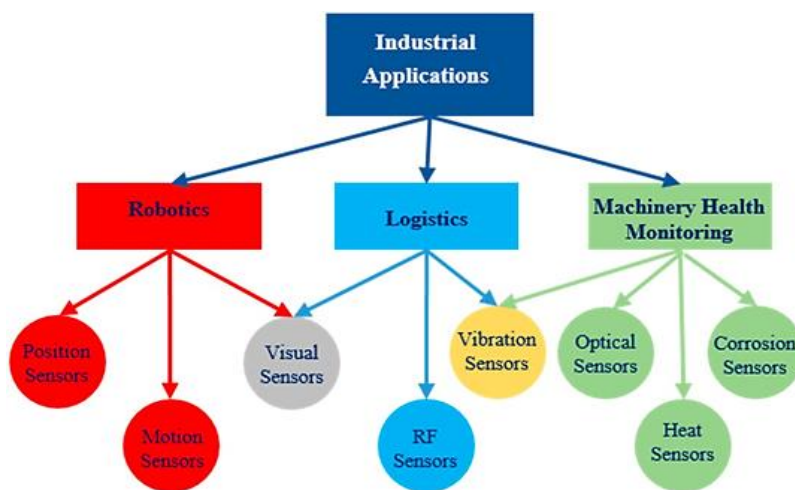 Industrial
Applications
Robotics
Logistics
Machinery Health
Monitoring
Position
Sensors
Visual
Sensors
Vibration
Sensors
Optical
Sensors
Corrosion
Sensors
Motion
Sensors
RF
Sensors
Heat
Sensors